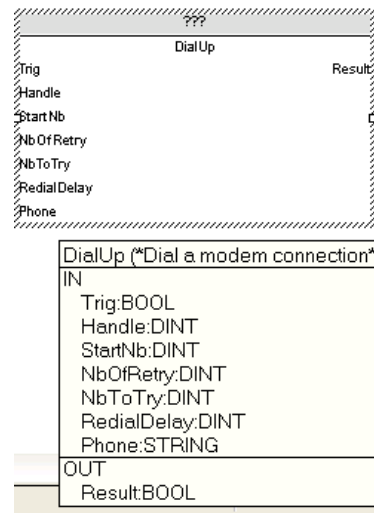 ???
DialUp
Trig Result
Handle
StartNb
NbOfRetry
NbToTry
RedialDelay
Phone
DialUp (*Dial a modem connection*
IN
Trig:BOOL
Handle:DINT
StartNb:DINT
NbOfRetry:DINT
NbToTry:DINT
RedialDelay:DINT
Phone:STRING
OUT
Result:BOOL